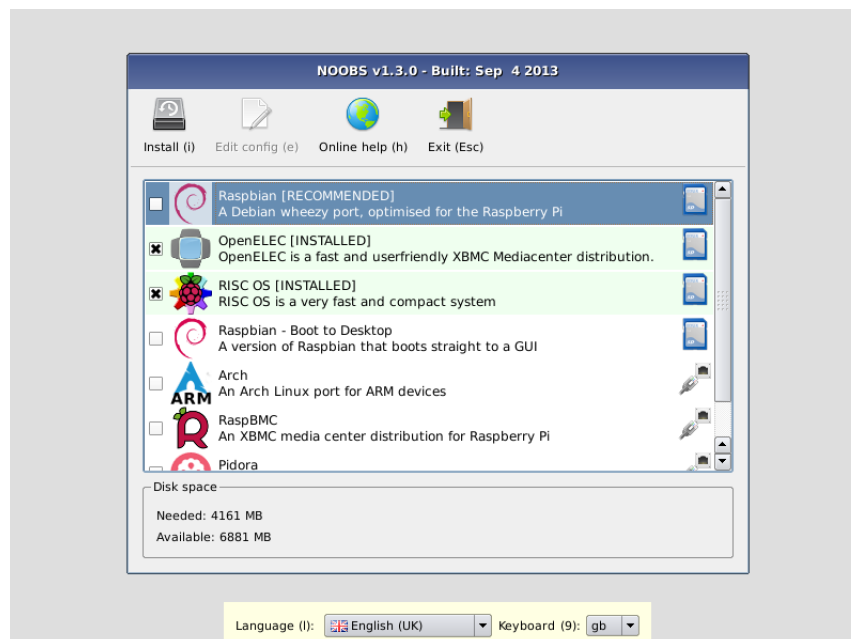 NOOBS v1.3.0 - Built: Sep 4 2013
Install (i) Edit config (e) Online help (h) Exit (Esc)
Raspbian [RECOMMENDED]
A Debian wheezy port, optimised for the Raspberry Pi
OpenELEC [INSTALLED]
OpenELEC is a fast and userfriendly XBMC Mediacenter distribution.
RISC OS [INSTALLED]
RISC OS is a very fast and compact system
Raspbian - Boot to Desktop
A version of Raspbian that boots straight to a GUI
Arch
ARM An Arch Linux port for ARM devices
RaspBMC
An XBMC media center distribution for Raspberry Pi
Pidora
Disk space
Needed: 4161 MB
Available: 6881 MB
Language (l): English (UK) Keyboard (9): gb